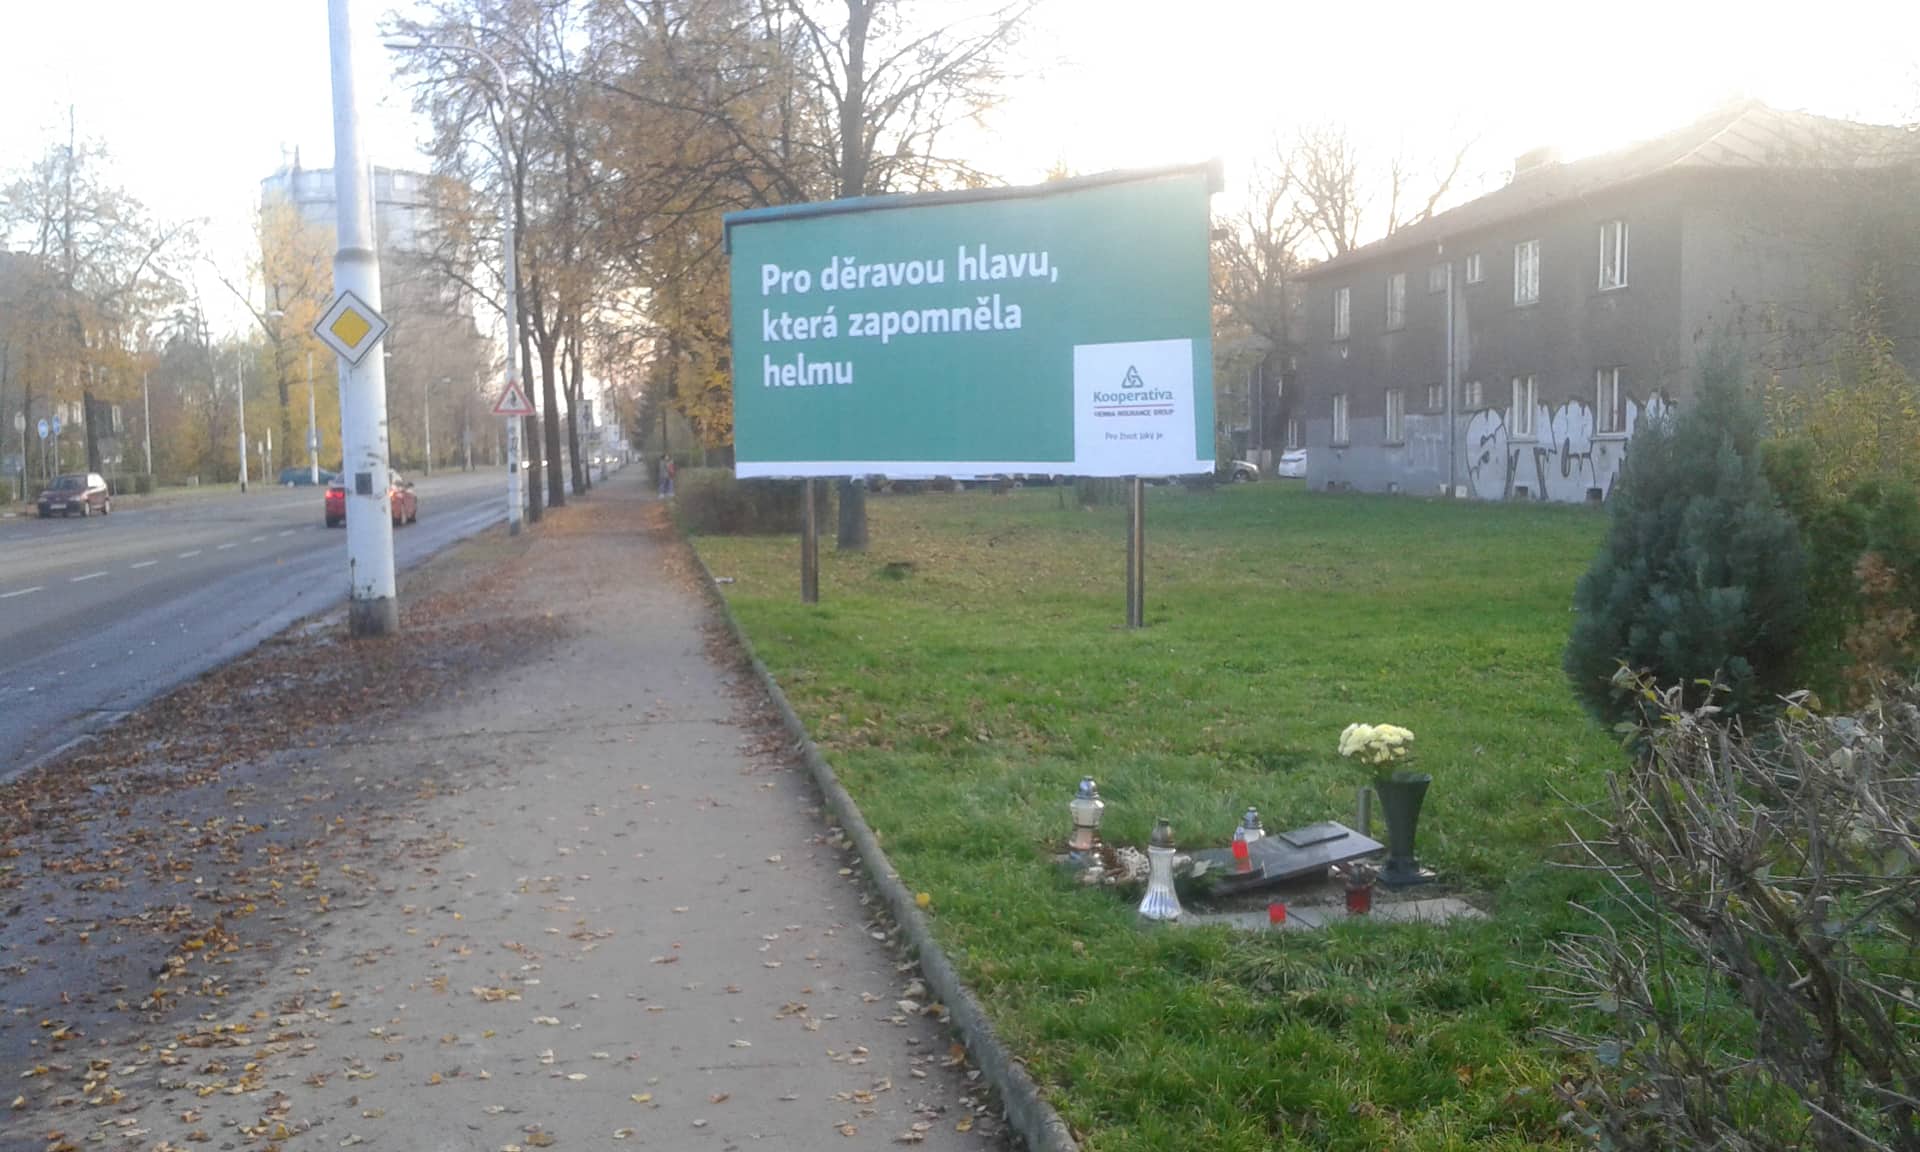 Pro děravou hlavu,
která zapomněla
helmu
Kooperativa
VIENNA INSURANCE GROUP
Pro život jaký je